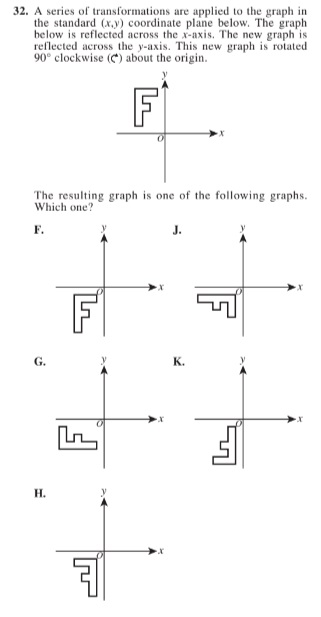 32. A series of transformations are applied to the graph in
the standard (x,y) coordinate plane below. The graph
below is reflected across the x-axis. The new graph is
reflected across the y-axis. This new graph is rotated
90° clockwise (↻) about the origin.
y
x
O
The resulting graph is one of the following graphs.
Which one?
F.
y
x
O
J.
y
x
O
G.
y
x
O
K.
y
x
O
H.
y
x
O